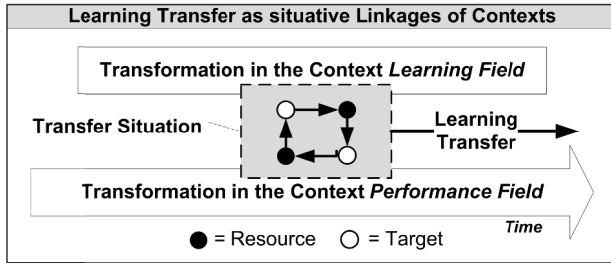 Learning Transfer as situative Linkages of Contexts
Transformation in the Context Learning Field
Transfer Situation
Learning
Transfer
Transformation in the Context Performance Field
Time
= Resource = Target